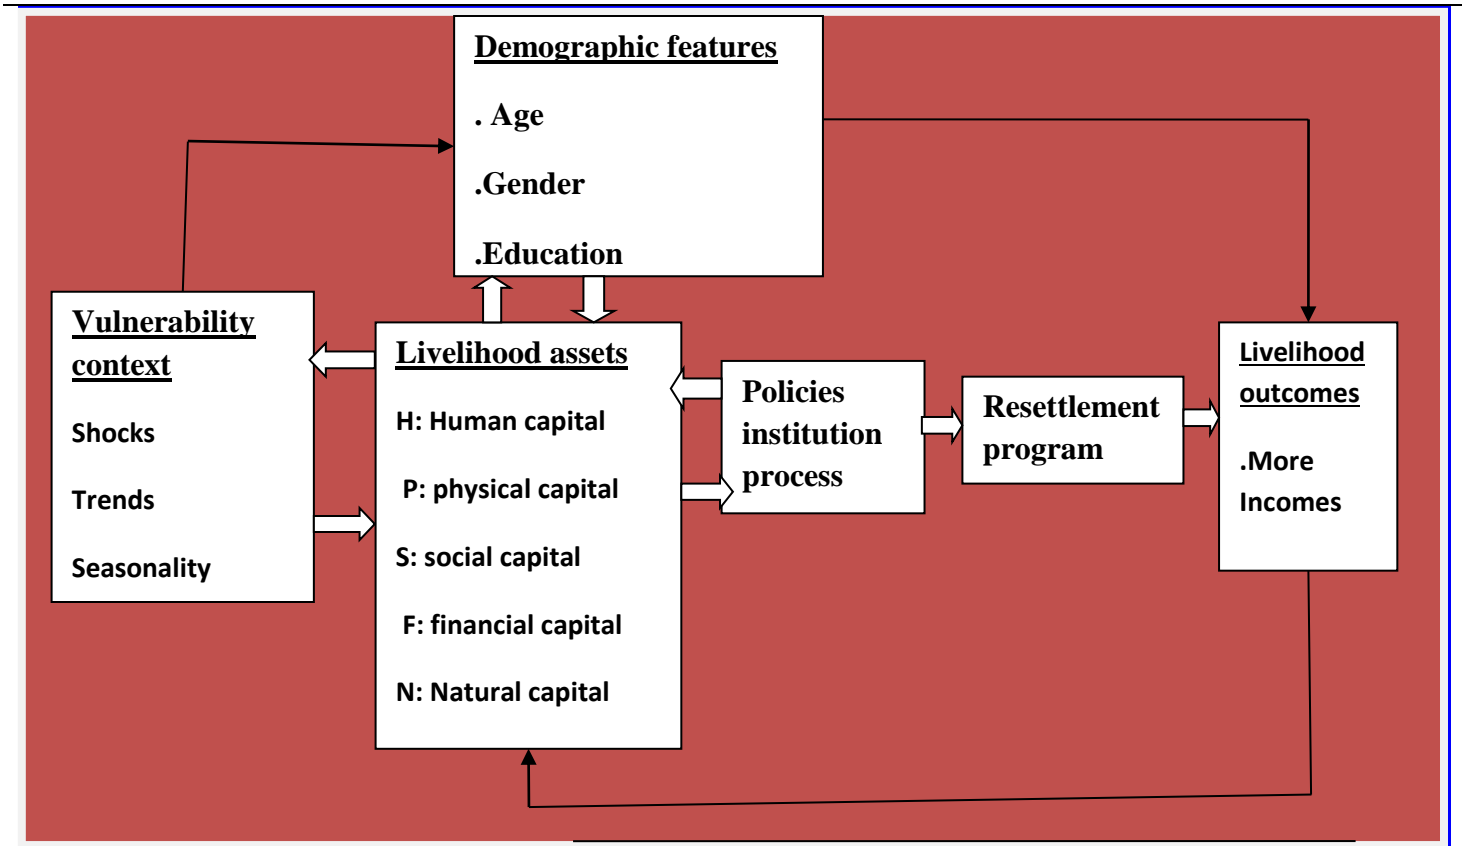 Demographic features
. Age
.Gender
.Education
Vulnerability
context
Shocks
Trends
Seasonality
Livelihood assets
H: Human capital
P: physical capital
S: social capital
F: financial capital
N: Natural capital
Policies
institution
process
Resettlement
program
Livelihood
outcomes
.More
Incomes